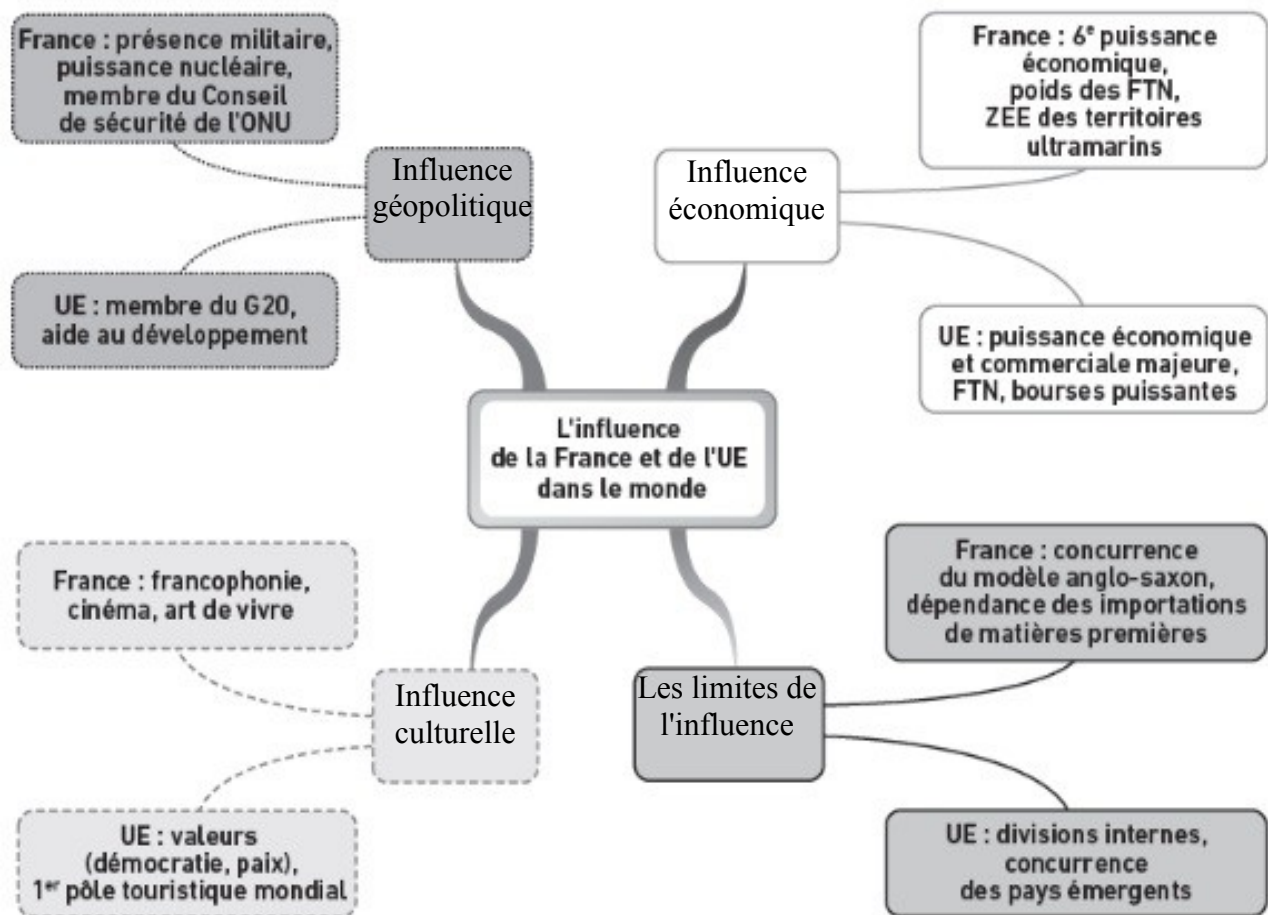 France : présence militaire,
puissance nucléaire,
membre du Conseil
de sécurité de l'ONU
Influence
géopolitique
UE : membre du G20,
aide au développement
France : 6e puissance
économique,
poids des FTN,
ZEE des territoires
ultramarins
Influence
économique
UE : puissance économique
et commerciale majeure,
FTN, bourses puissantes
L'influence
de la France et de l'UE
dans le monde
France : francophonie,
cinéma, art de vivre
Influence
culturelle
UE : valeurs
(démocratie, paix),
1er pôle touristique mondial
France : concurrence
du modèle anglo-saxon,
dépendance des importations
de matières premières
Les limites de
l'influence
UE : divisions internes,
concurrence
des pays émergents